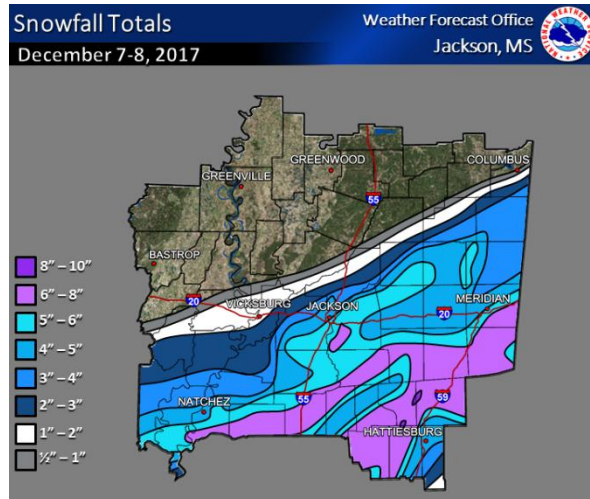 Snowfall Totals
Weather Forecast Office
Jackson, MS
December 7-8, 2017
GREENWOOD
COLUMBUS
GREENVILLE
55
BASTROP
20
VICKSBURG
JACKSON
MERIDIAN
20
NATCHEZ
55
59
HATTIESBURG
8” – 10”
6” – 8”
5” – 6”
4” – 5”
3” – 4”
2” – 3”
1” – 2”
½” – 1”